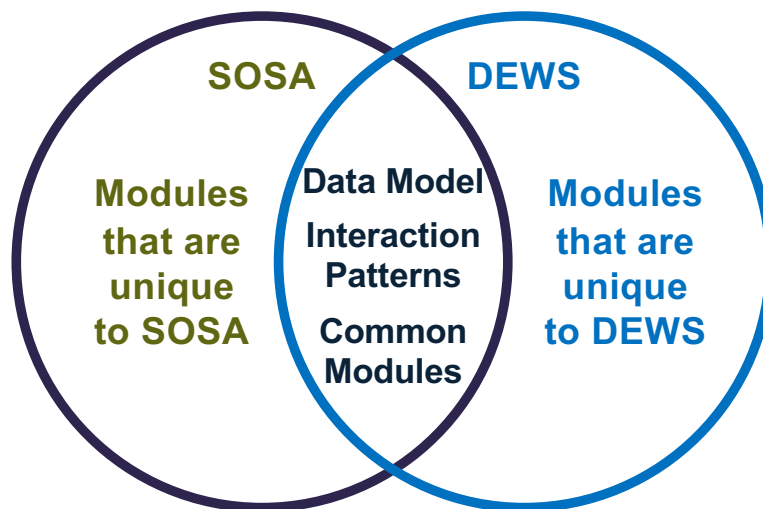 SOSA
DEWS
Modules
that are
unique
to SOSA
Data Model
Interaction
Patterns
Common
Modules
Modules
that are
unique
to DEWS